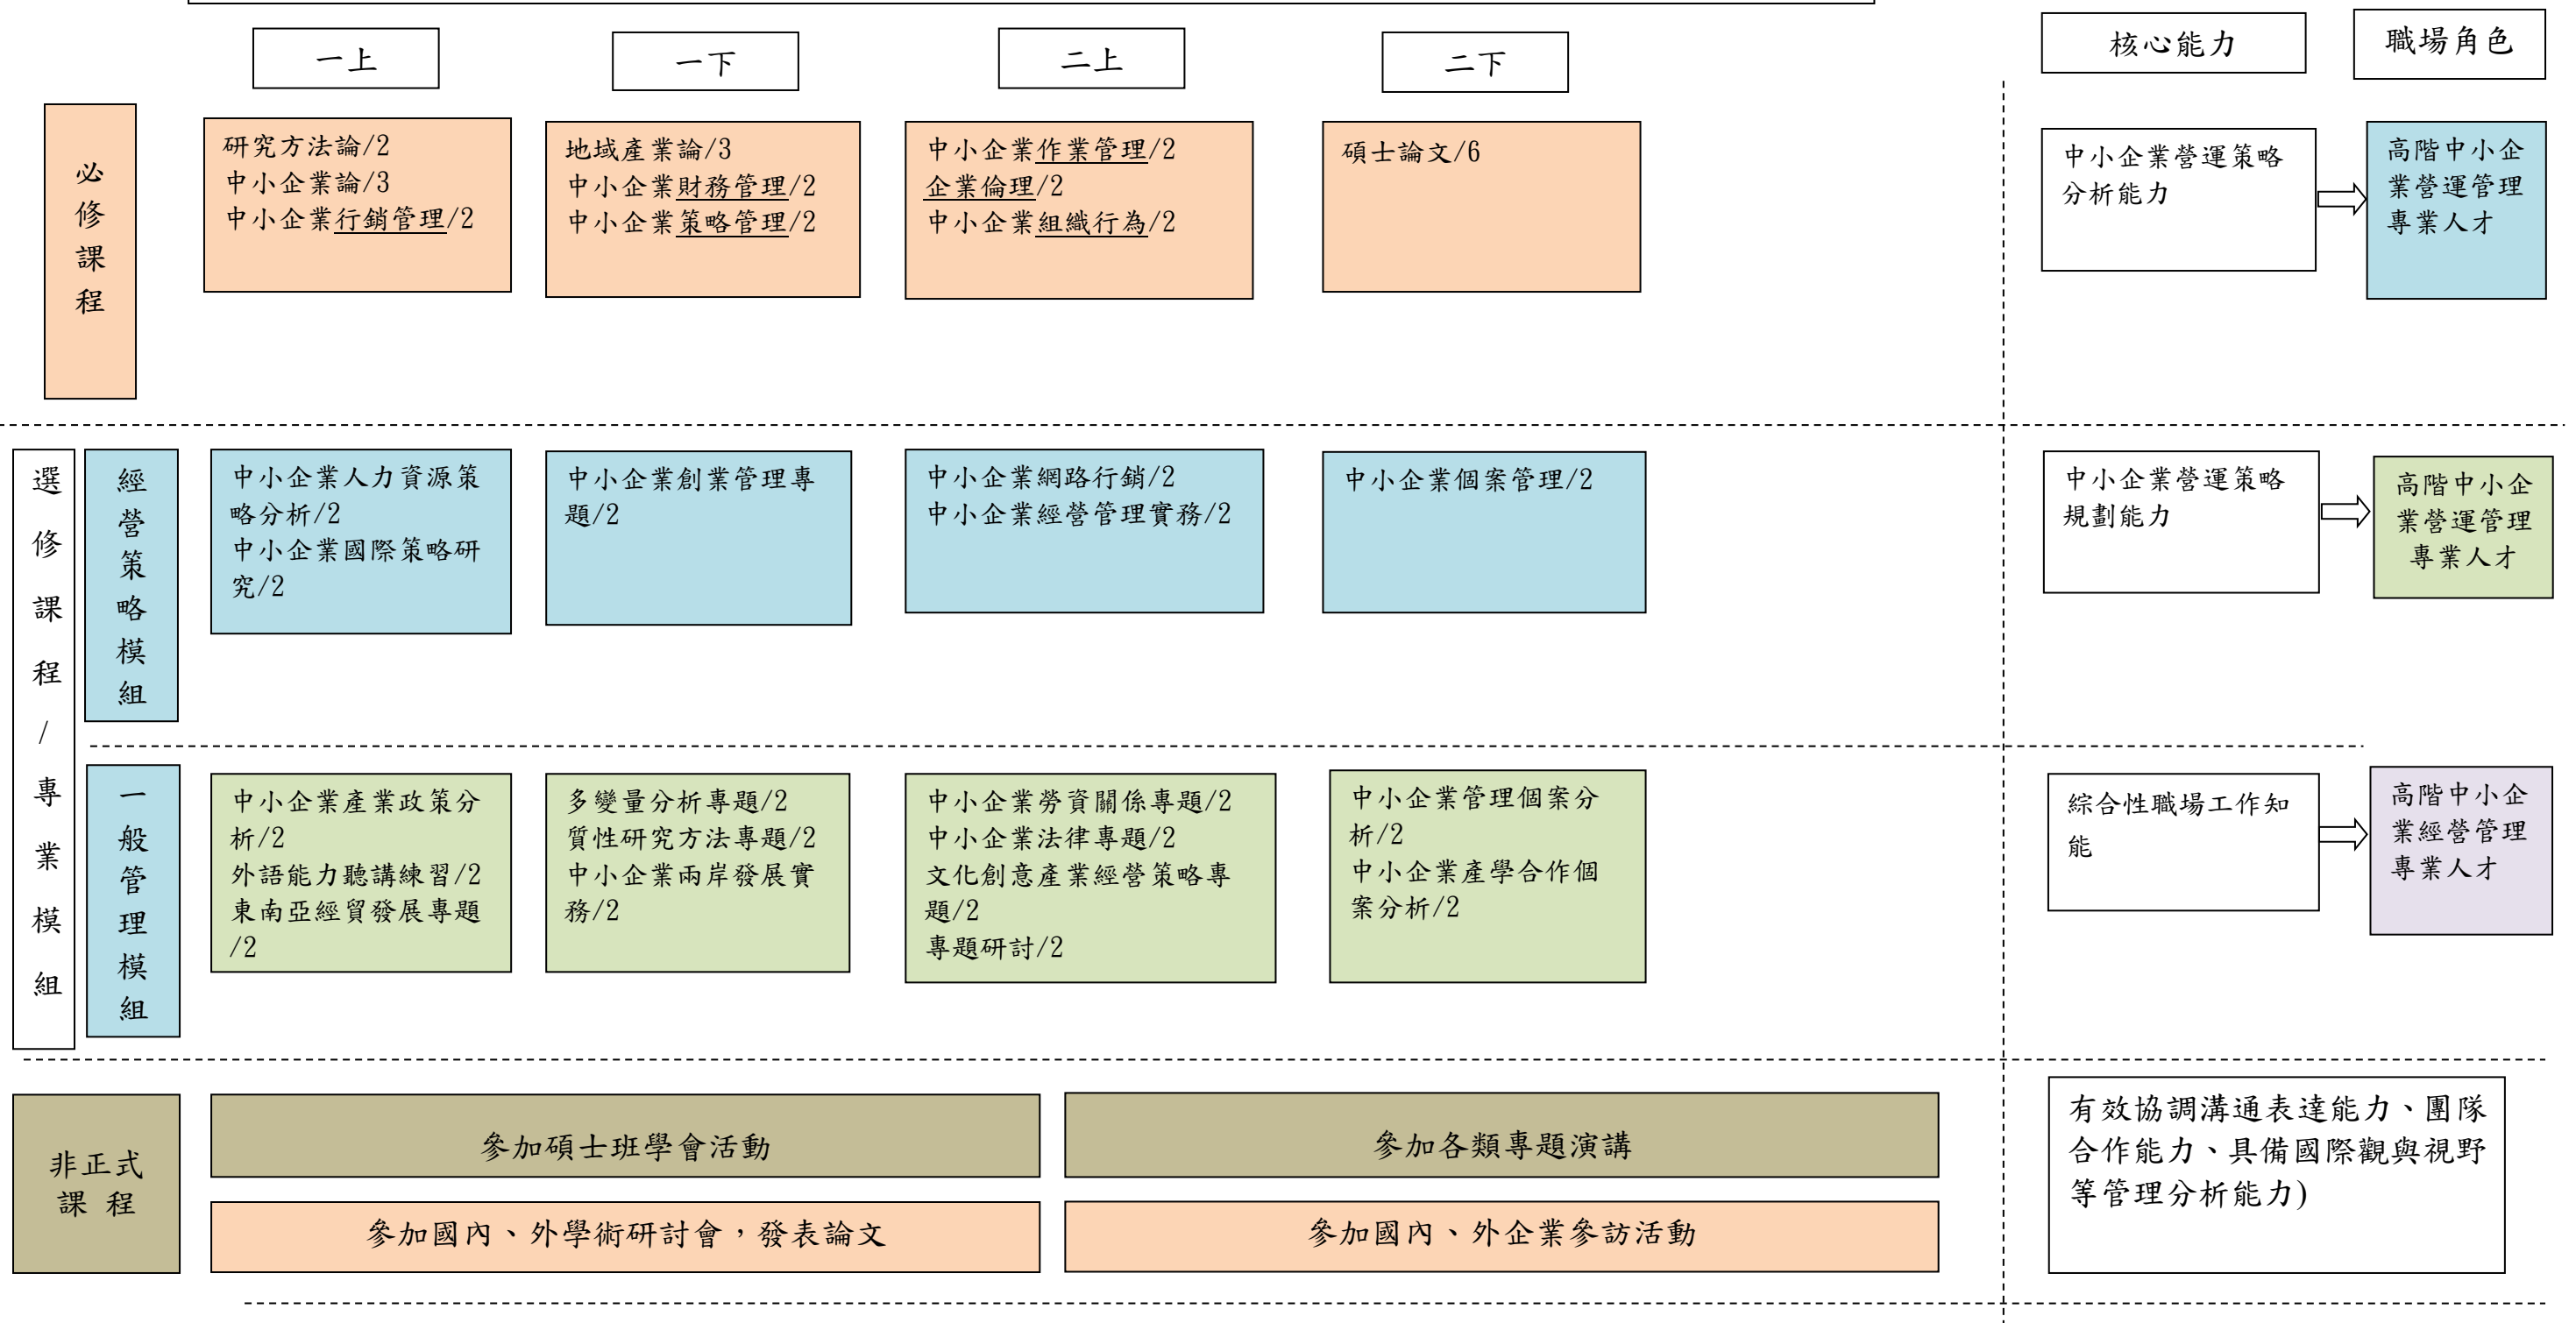 一上
一下
二上
二下
核心能力
職場角色
必
修
課
程
研究方法論/2
中小企業論/3
中小企業行銷管理/2
地域產業論/3
中小企業財務管理/2
中小企業策略管理/2
中小企業作業管理/2
企業倫理/2
中小企業組織行為/2
碩士論文/6
中小企業營運策略
分析能力
高階中小企
業營運管理
專業人才
選
修
課
程
/
專
業
模
組
經
營
策
略
模
組
中小企業人力資源策
略分析/2
中小企業國際策略研
究/2
中小企業創業管理專
題/2
中小企業網路行銷/2
中小企業經營管理實務/2
中小企業個案管理/2
中小企業營運策略
規劃能力
高階中小企
業營運管理
專業人才
一
般
管
理
模
組
中小企業產業政策分
析/2
外語能力聽講練習/2
東南亞經貿發展專題
/2
多變量分析專題/2
質性研究方法專題/2
中小企業兩岸發展實
務/2
中小企業勞資關係專題/2
中小企業法律專題/2
文化創意產業經營策略專
題/2
專題研討/2
中小企業管理個案分
析/2
中小企業產學合作個
案分析/2
綜合性職場工作知
能
高階中小企
業經營管理
專業人才
非正式
課 程
參加碩士班學會活動
參加各類專題演講
參加國內、外學術研討會，發表論文
參加國內、外企業參訪活動
有效協調溝通表達能力、團隊
合作能力、具備國際觀與視野
等管理分析能力)